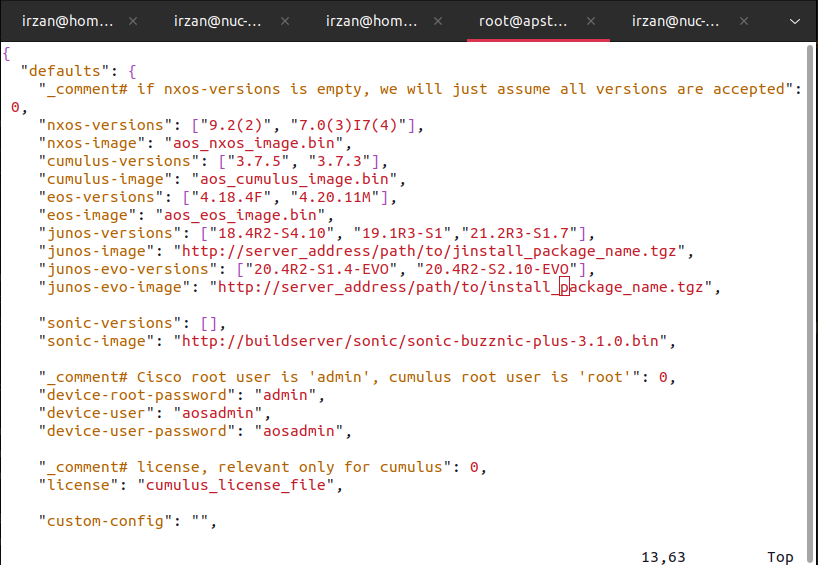 irzan@hom... × irzan@nuc-... × irzan@hom... × root@apst... × irzan@nuc-... ×
{
  "defaults": {
    "_comment# if nxos-versions is empty, we will just assume all versions are accepted":
 0,
    "nxos-versions": ["9.2(2)", "7.0(3)I7(4)"],
    "nxos-image": "aos_nxos_image.bin",
    "cumulus-versions": ["3.7.5", "3.7.3"],
    "cumulus-image": "aos_cumulus_image.bin",
    "eos-versions": ["4.18.4F", "4.20.11M"],
    "eos-image": "aos_eos_image.bin",
    "junos-versions": ["18.4R2-S4.10", "19.1R3-S1","21.2R3-S1.7"],
    "junos-image": "http://server_address/path/to/jinstall_package_name.tgz",
    "junos-evo-versions": ["20.4R2-S1.4-EVO", "20.4R2-S2.10-EVO"],
    "junos-evo-image": "http://server_address/path/to/install_package_name.tgz",
    "sonic-versions": [],
    "sonic-image": "http://buildserver/sonic/sonic-buzznic-plus-3.1.0.bin",
    "_comment# Cisco root user is 'admin', cumulus root user is 'root'": 0,
    "device-root-password": "admin",
    "device-user": "aosadmin",
    "device-user-password": "aosadmin",
    "_comment# license, relevant only for cumulus": 0,
    "license": "cumulus_license_file",
    "custom-config": "",
13,63 Top